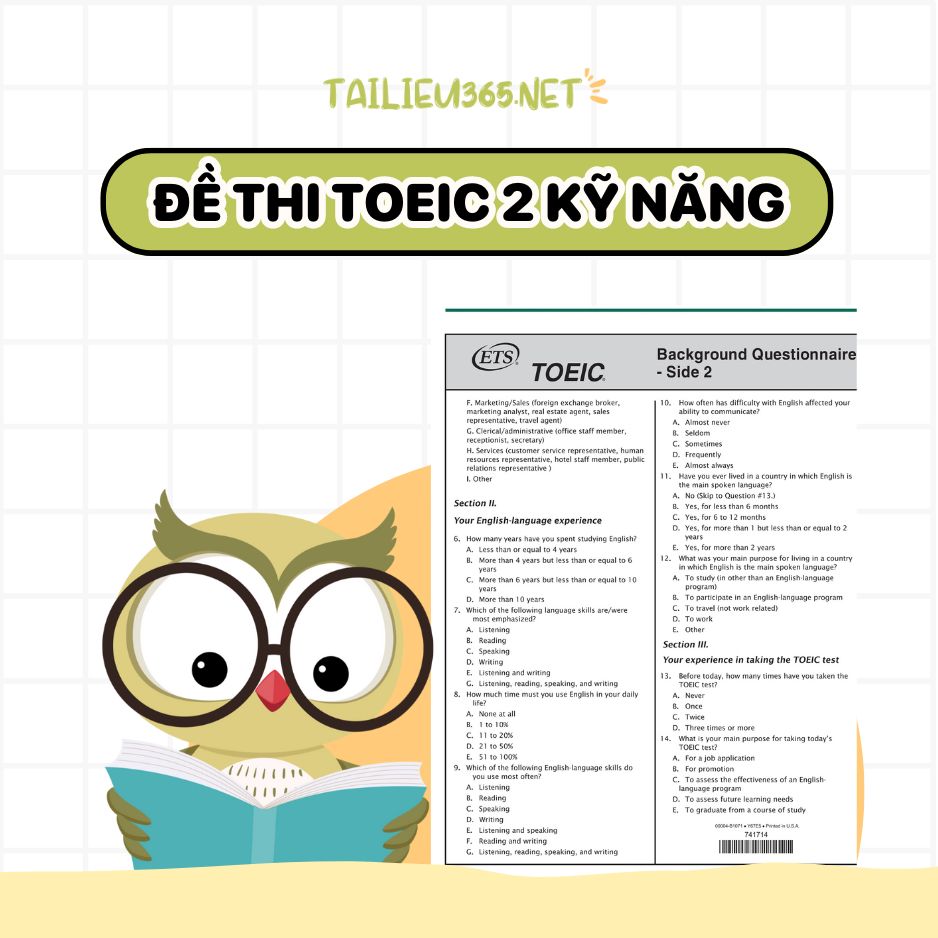 TAILIEU365.NET
ĐỀ THI TOEIC 2 KỸ NĂNG
ETS®
TOEIC®
Background Questionnaire
- Side 2
F. Marketing/Sales (foreign exchange broker,
marketing analyst, real estate agent, sales
representative, travel agent)
G. Clerical/administrative (office staff member,
receptionist, secretary)
H. Services (customer service representative, human
resources representative, hotel staff member, public
relations representative )
I. Other
Section II.
Your English-language experience
6. How many years have you spent studying English?
A. Less than or equal to 4 years
B. More than 4 years but less than or equal to 6
years
C. More than 6 years but less than or equal to 10
years
D. More than 10 years
7. Which of the following language skills are/were
most emphasized?
A. Listening
B. Reading
C. Speaking
D. Writing
E. Listening and writing
G. Listening, reading, speaking, and writing
8. How much time must you use English in your daily
life?
A. None at all
B. 1 to 10%
C. 11 to 20%
D. 21 to 50%
E. 51 to 100%
9. Which of the following English-language skills do
you use most often?
A. Listening
B. Reading
C. Speaking
D. Writing
E. Listening and speaking
F. Reading and writing
G. Listening, reading, speaking, and writing
10. How often has difficulty with English affected your
ability to communicate?
A. Almost never
B. Seldom
C. Sometimes
D. Frequently
E. Almost always
11. Have you ever lived in a country in which English is
the main spoken language?
A. No (Skip to Question #13.)
B. Yes, for less than 6 months
C. Yes, for 6 to 12 months
D. Yes, for more than 1 but less than or equal to 2
years
E. Yes, for more than 2 years
12. What was your main purpose for living in a country
in which English is the main spoken language?
A. To study (in other than an English-language
program)
B. To participate in an English-language program
C. To travel (not work related)
D. To work
E. Other
Section III.
Your experience in taking the TOEIC test
13. Before today, how many times have you taken the
TOEIC test?
A. Never
B. Once
C. Twice
D. Three times or more
14. What is your main purpose for taking today's
TOEIC test?
A. For a job application
B. For promotion
C. To assess the effectiveness of an English-
language program
D. To assess future learning needs
E. To graduate from a course of study
Printed in U.S.A.
741714